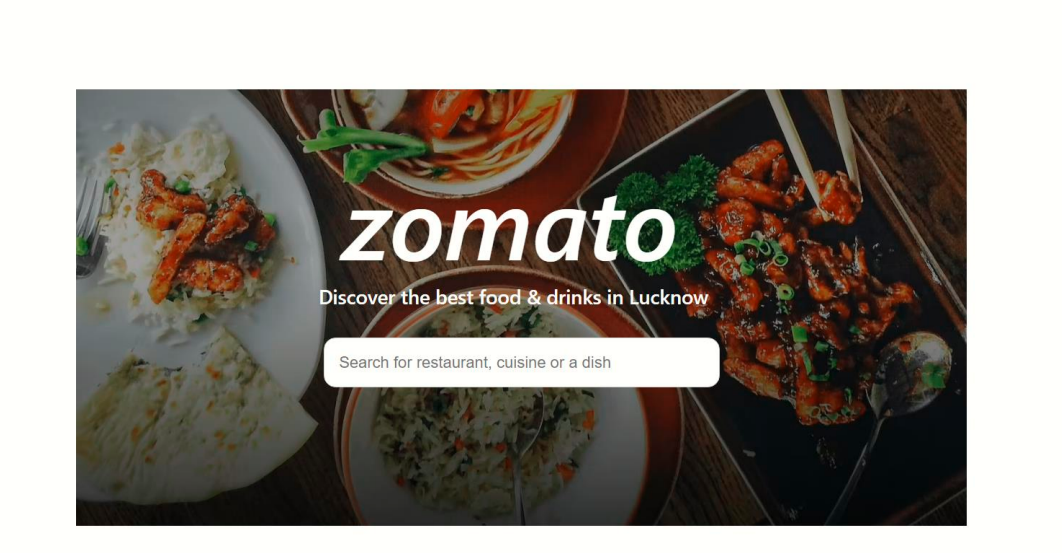 zomato
Discover the best food & drinks in Lucknow
Search for restaurant, cuisine or a dish